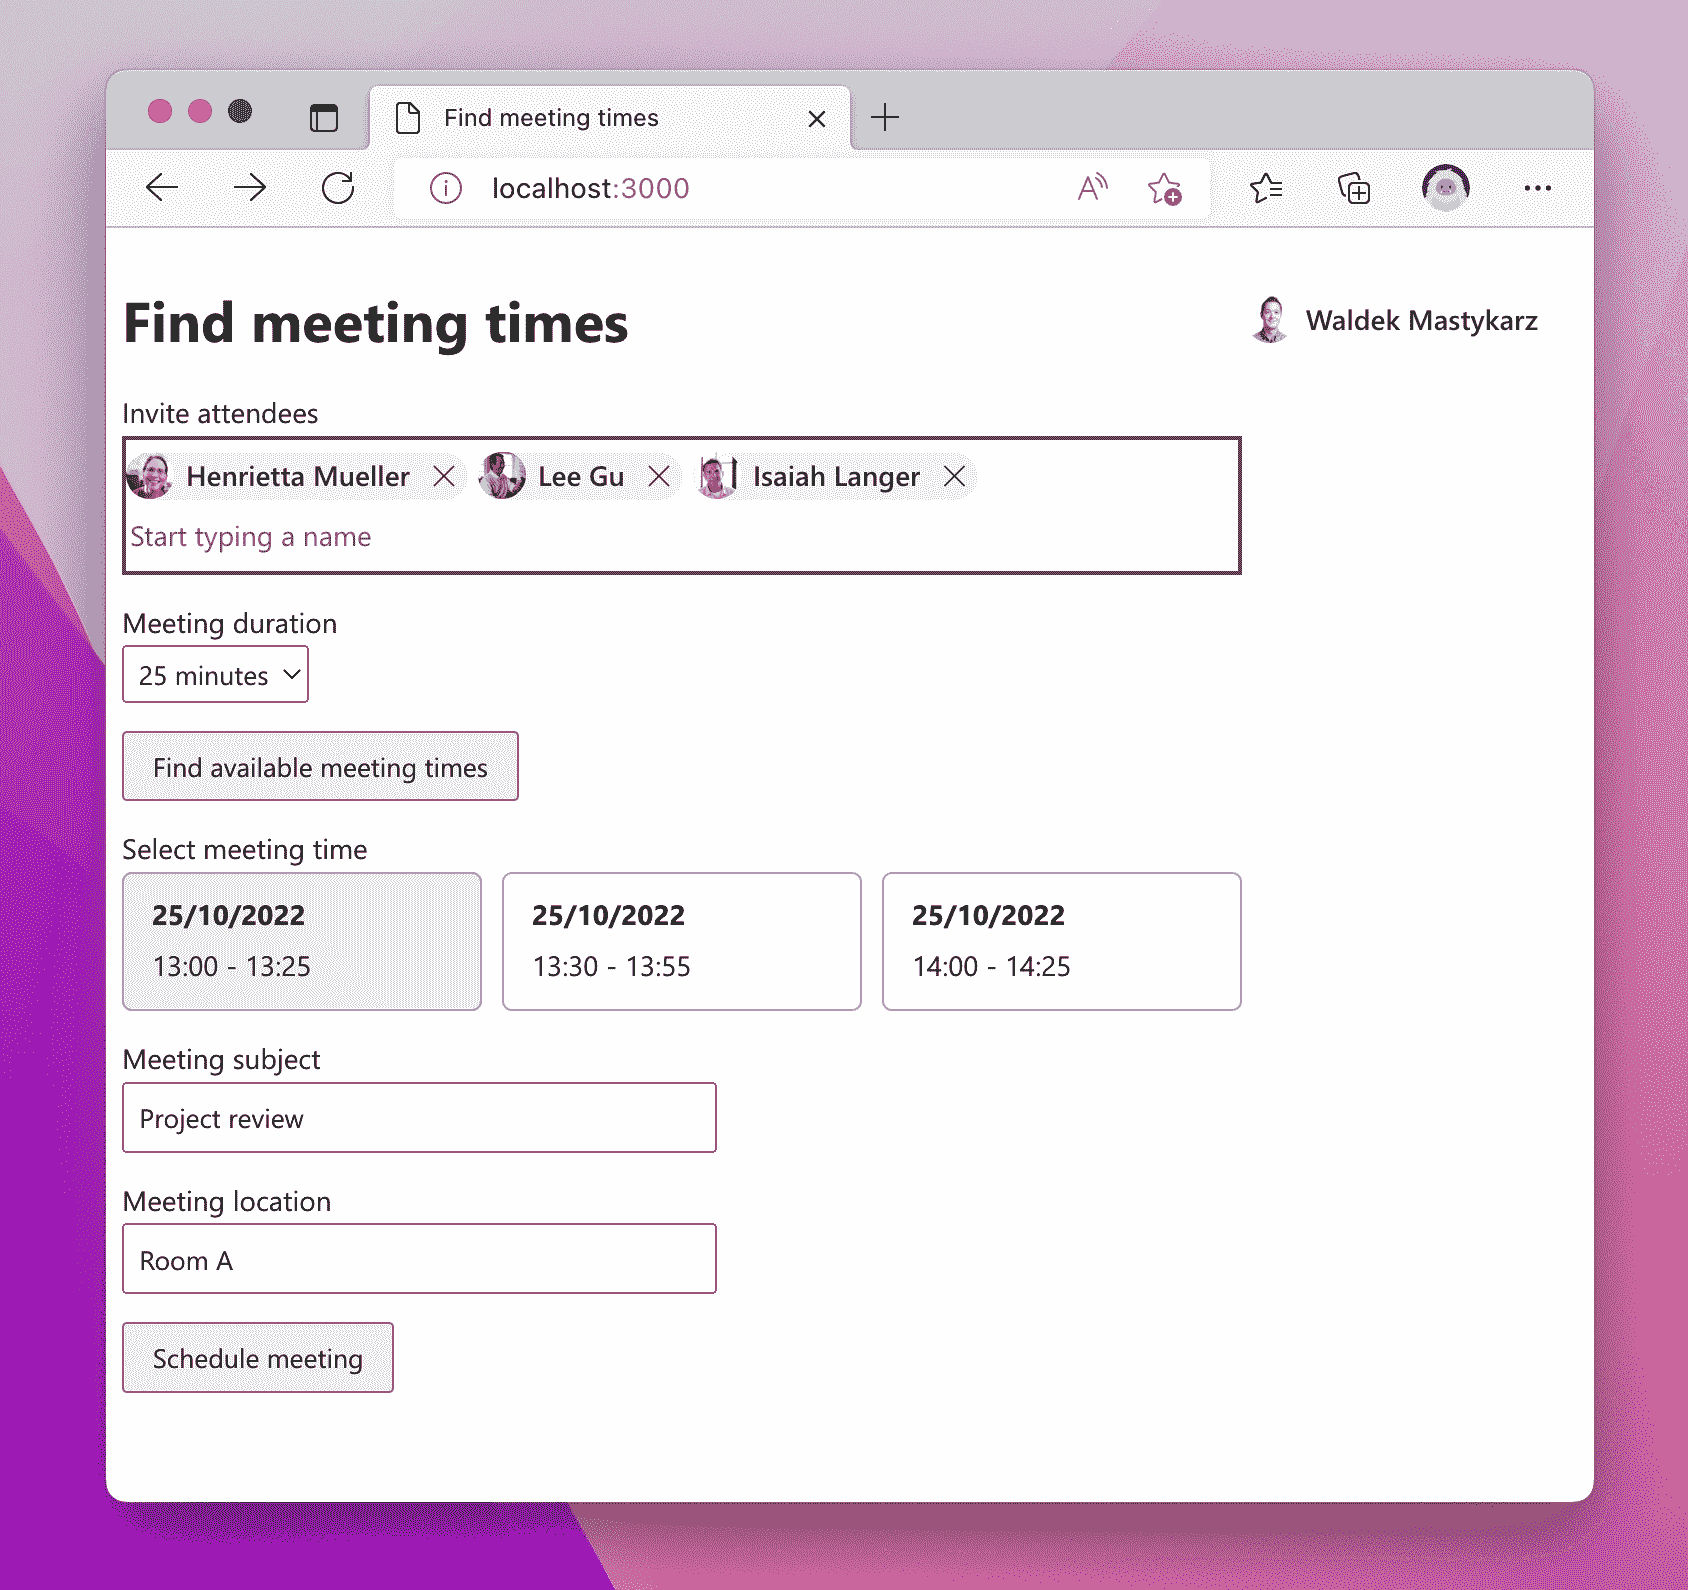 Find meeting times
localhost:3000
Find meeting times
Waldek Mastykarz
Invite attendees
Henrietta Mueller Lee Gu Isaiah Langer
Start typing a name
Meeting duration
25 minutes
Find available meeting times
Select meeting time
25/10/2022 25/10/2022 25/10/2022
13:00 - 13:25 13:30 - 13:55 14:00 - 14:25
Meeting subject
Project review
Meeting location
Room A
Schedule meeting